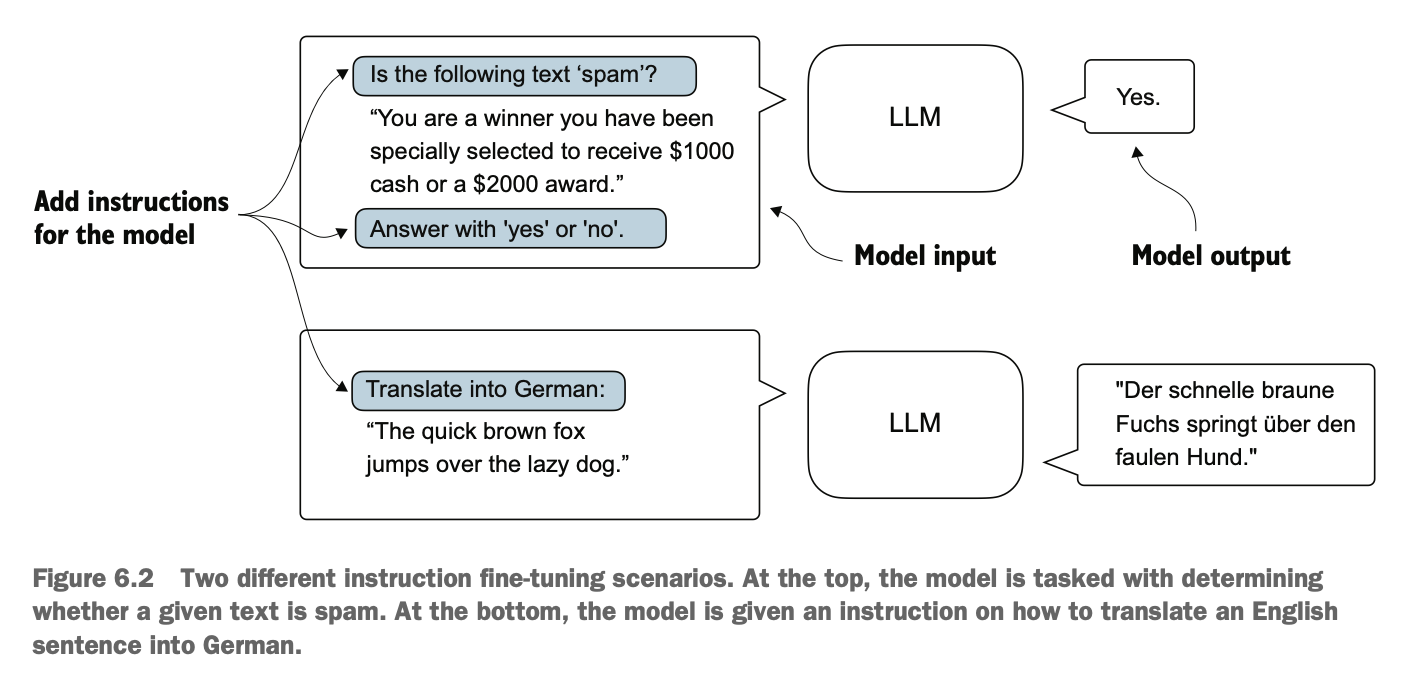 Is the following text ‘spam’?
“You are a winner you have been
specially selected to receive $1000
cash or a $2000 award.”
Answer with 'yes' or 'no'.
LLM
Yes.
Add instructions
for the model
Model input
Model output
Translate into German:
“The quick brown fox
jumps over the lazy dog.”
LLM
"Der schnelle braune
Fuchs springt über den
faulen Hund."
Figure 6.2 Two different instruction fine-tuning scenarios. At the top, the model is tasked with determining
whether a given text is spam. At the bottom, the model is given an instruction on how to translate an English
sentence into German.